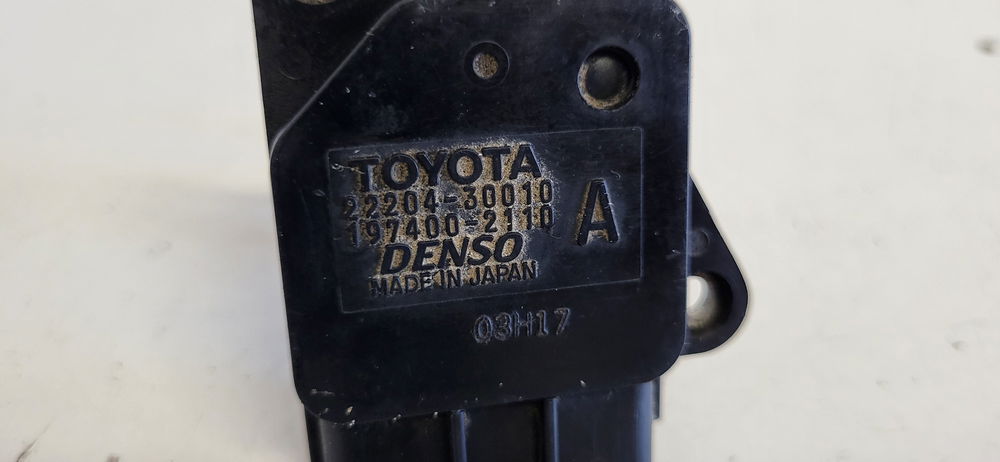 TOYOTA
22204-30010
197400-2110
A
DENSO
MADE IN JAPAN
03H17